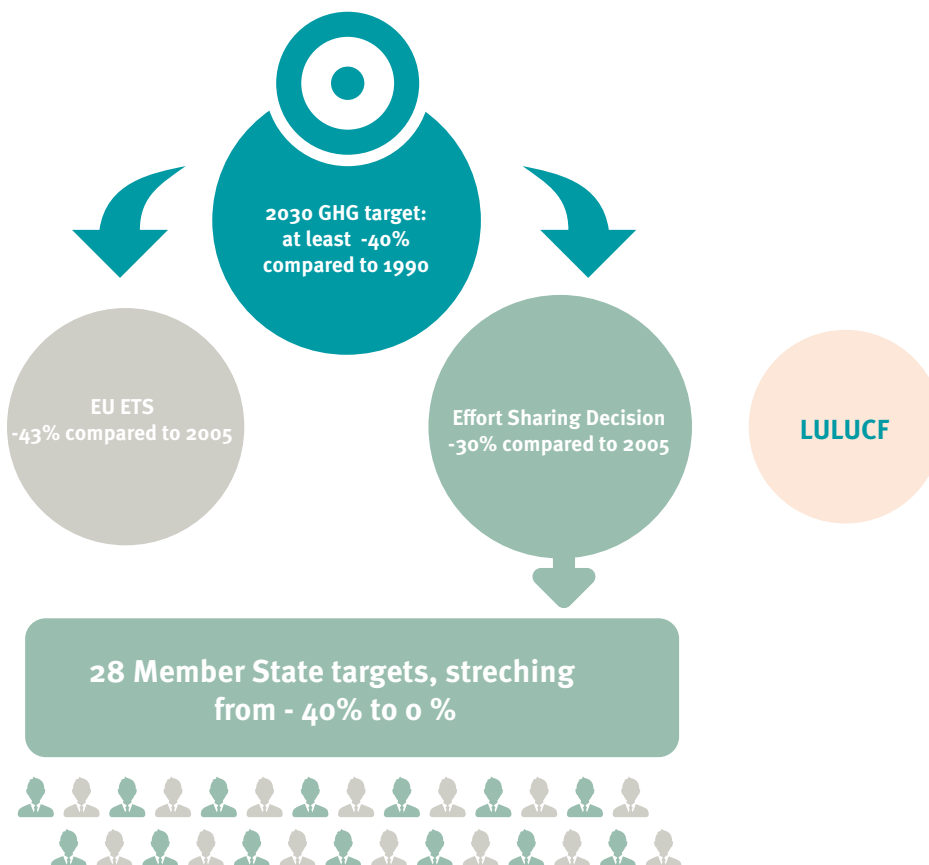 2030 GHG target:
at least -40%
compared to 1990
EU ETS
-43% compared to 2005
Effort Sharing Decision
-30% compared to 2005
LULUCF
28 Member State targets, streching
from - 40% to 0 %